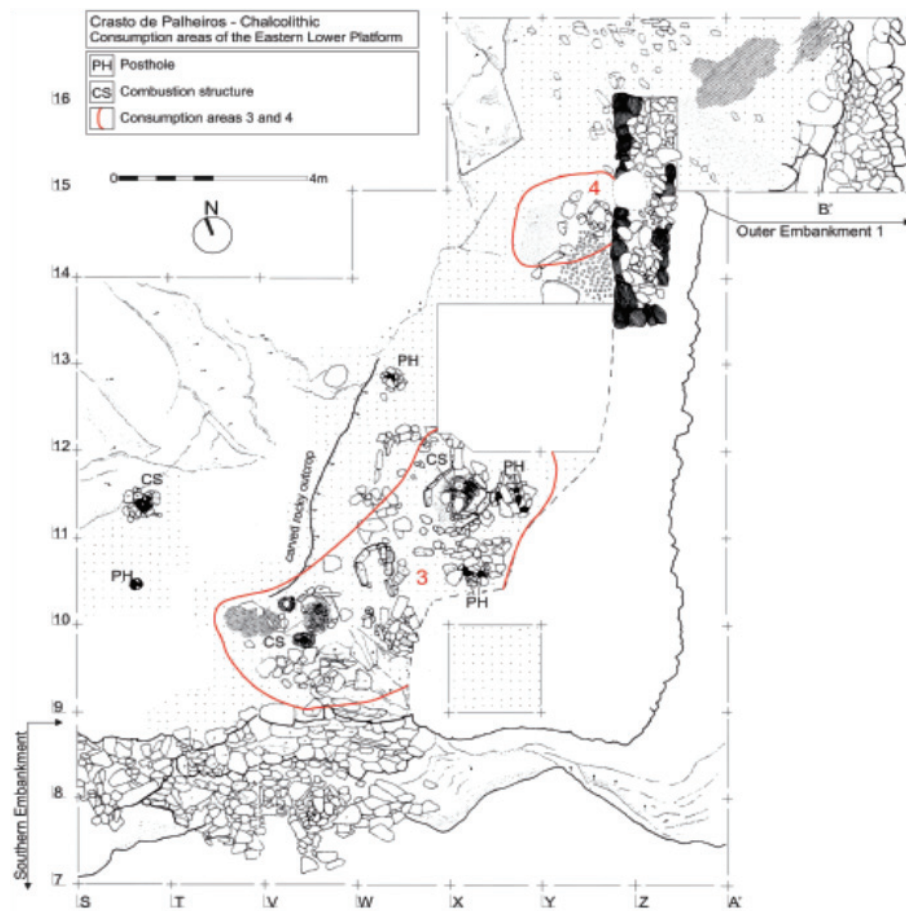 Crasto de Palheiros - Chalcolithic
Consumption areas of the Eastern Lower Platform
PH Posthole
CS Combustion structure
Consumption areas 3 and 4
0 4m
N
16
15
14
13
12
11
10
9
8
7
4
B'
Outer Embankment 1
PH
carved rocky outcrop
CS
PH
CS
PH
3
PH
CS
Southern Embankment
S T V W X Y Z A'